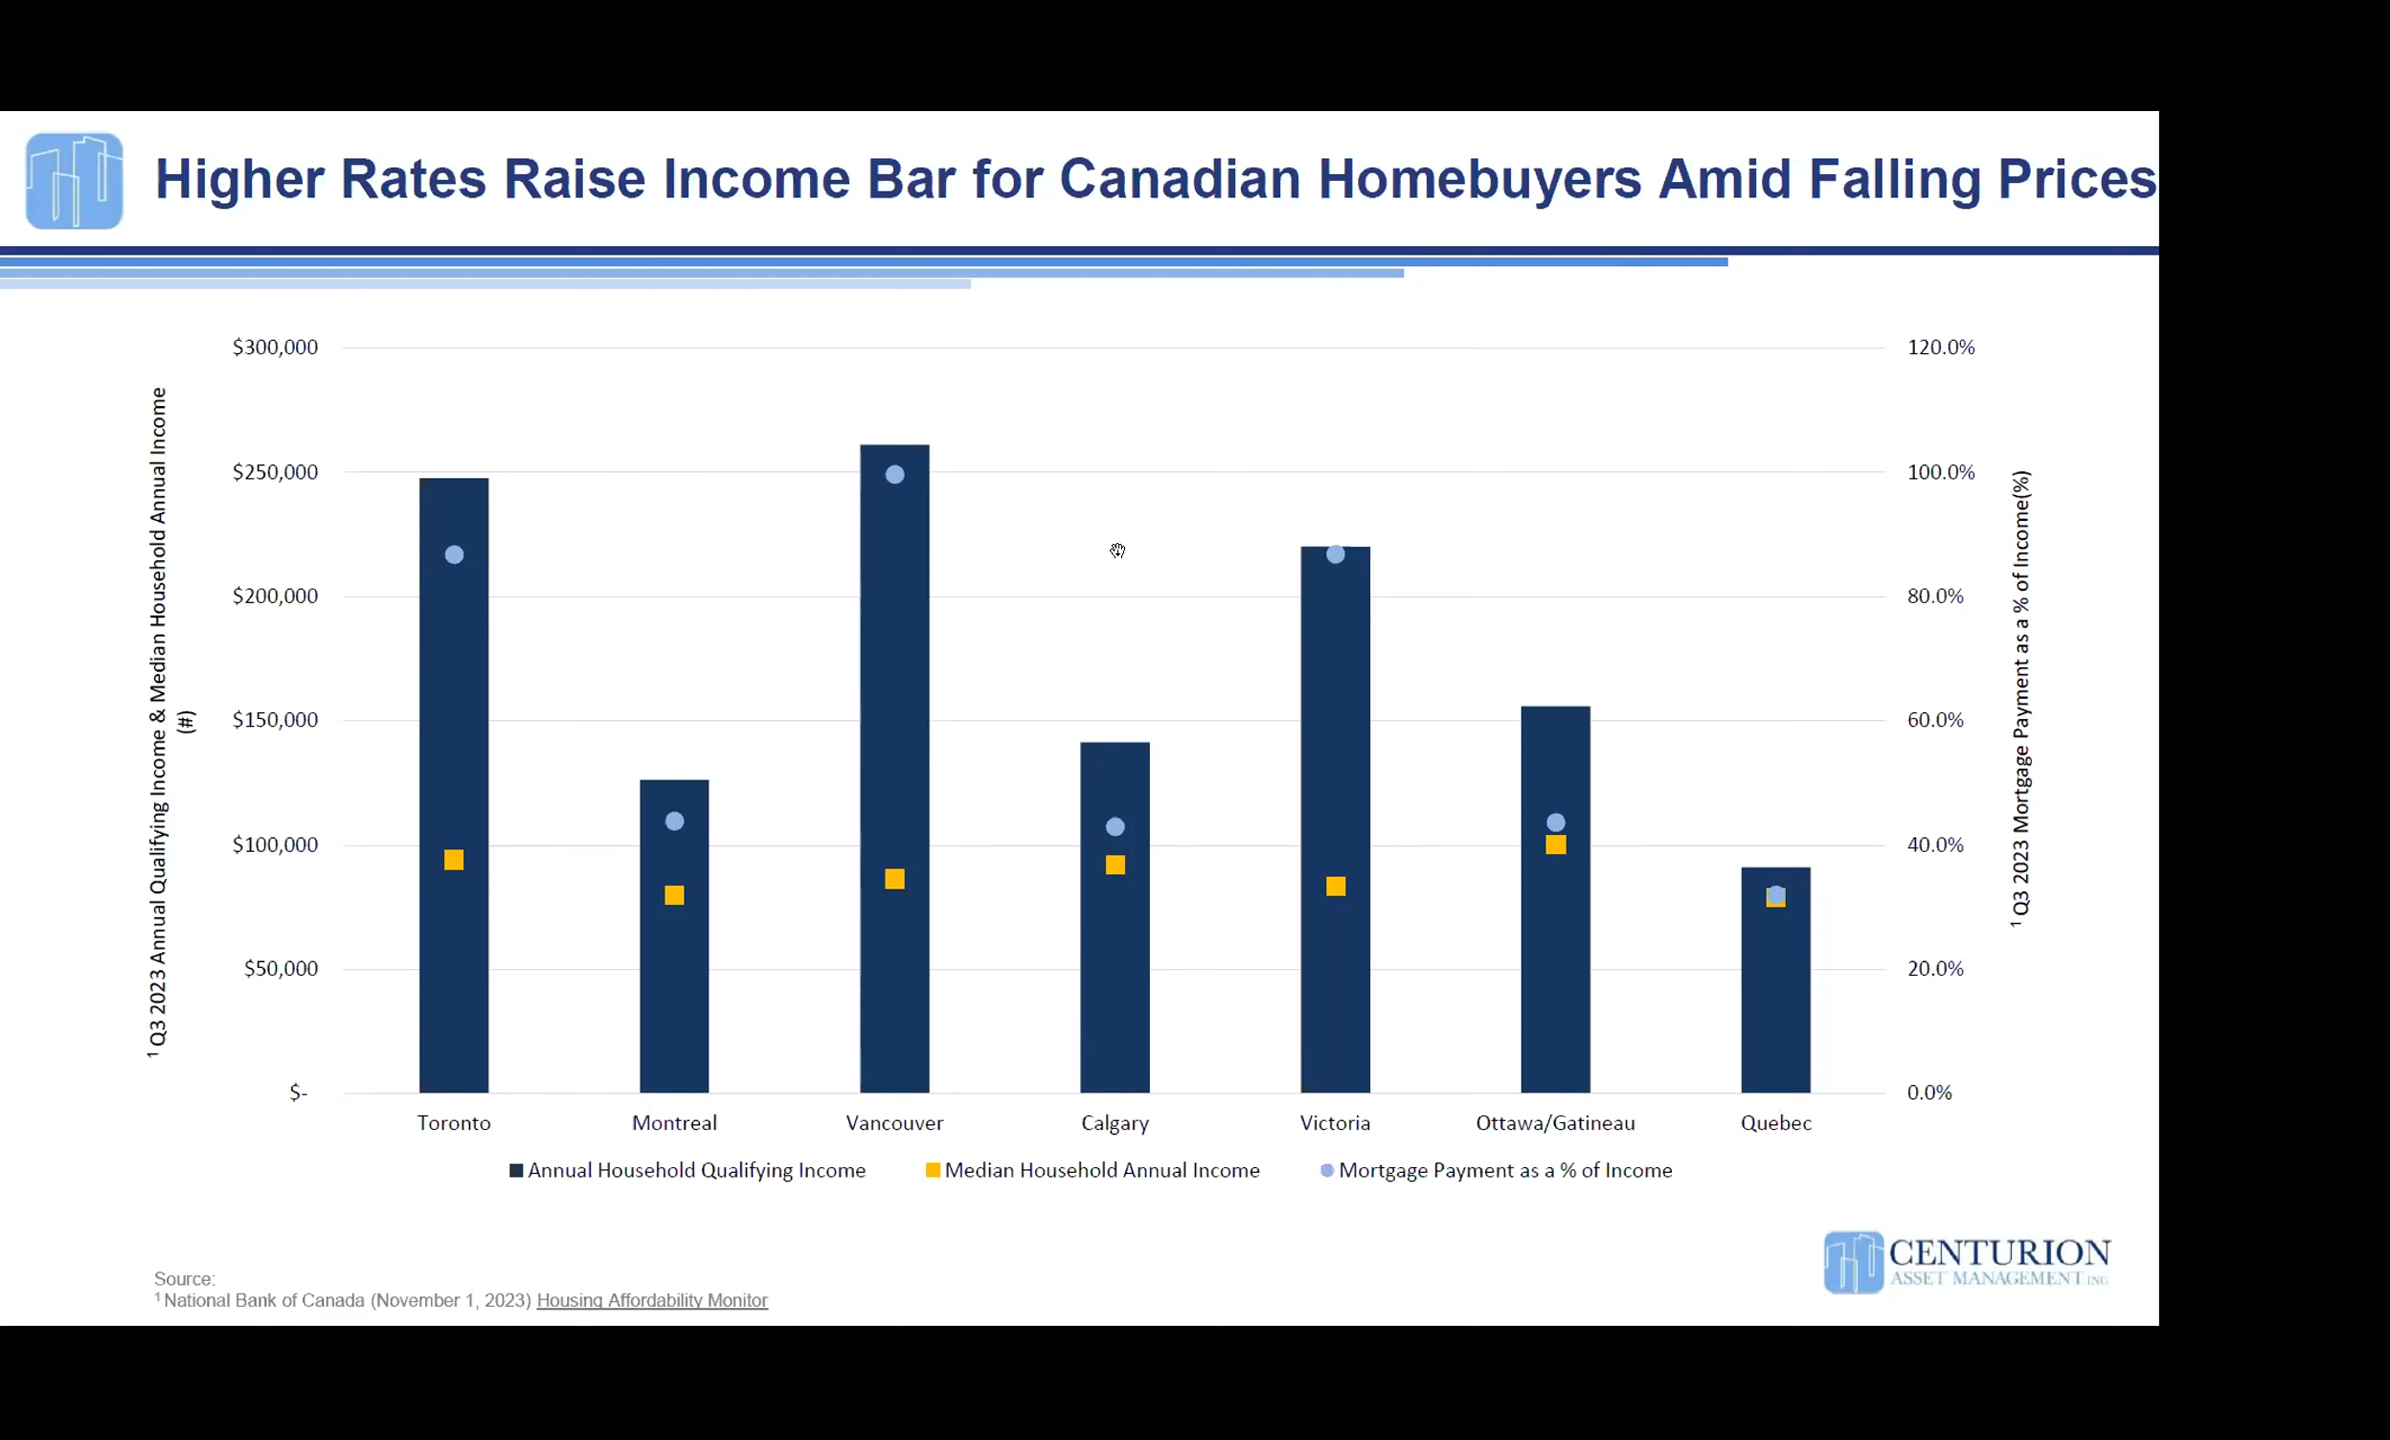 Higher Rates Raise Income Bar for Canadian Homebuyers Amid Falling Prices
¹ Q3 2023 Annual Qualifying Income & Median Household Annual Income
(#)
$300,000
$250,000
$200,000
$150,000
$100,000
$50,000
$-
120.0%
100.0%
80.0%
60.0%
40.0%
20.0%
0.0%
¹ Q3 2023 Mortgage Payment as a % of Income(%)
Toronto Montreal Vancouver Calgary Victoria Ottawa/Gatineau Quebec
Annual Household Qualifying Income Median Household Annual Income Mortgage Payment as a % of Income
CENTURION
ASSET MANAGEMENT INC
Source:
¹ National Bank of Canada (November 1, 2023) Housing Affordability Monitor